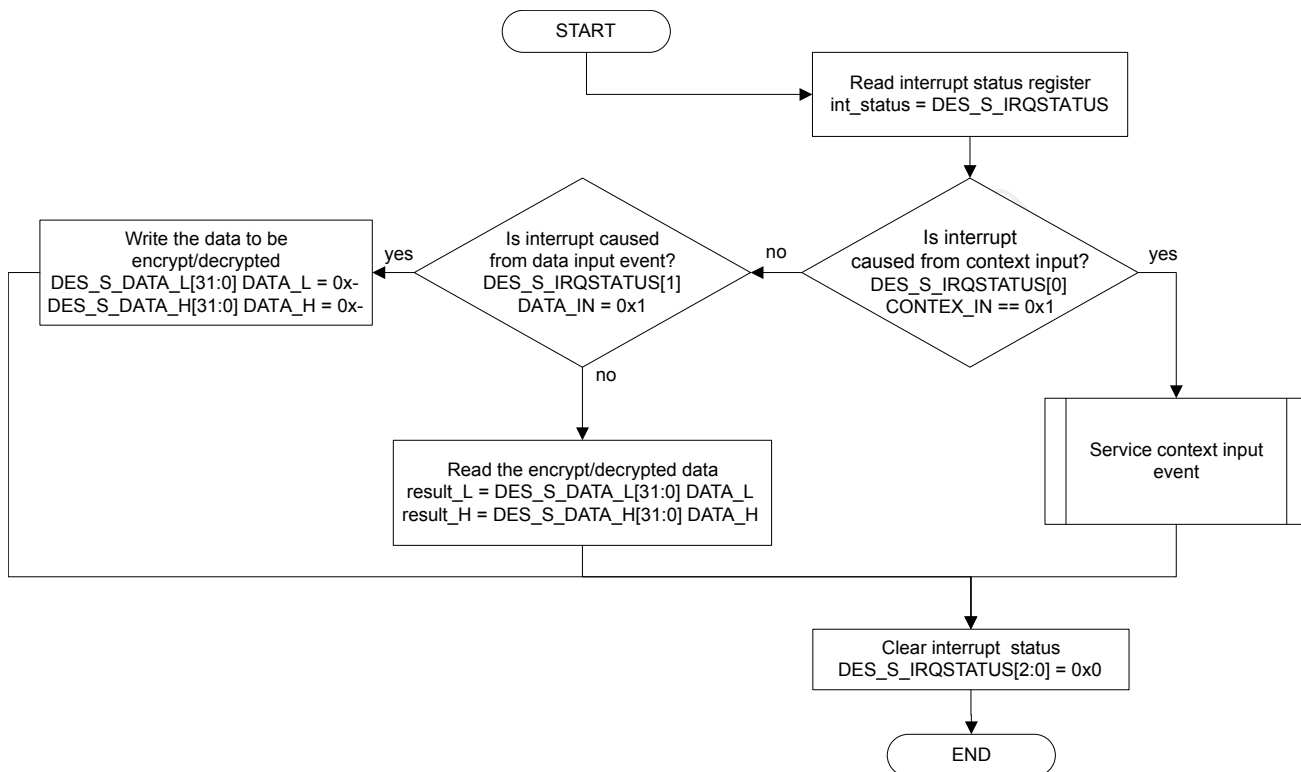 START
Read interrupt status register
int_status = DES_S_IRQSTATUS
Is interrupt
caused from context input?
DES_S_IRQSTATUS[0]
CONTEX_IN == 0x1
yes
no
Is interrupt caused
from data input event?
DES_S_IRQSTATUS[1]
DATA_IN = 0x1
yes
no
Write the data to be
encrypt/decrypted
DES_S_DATA_L[31:0] DATA_L = 0x-
DES_S_DATA_H[31:0] DATA_H = 0x-
Read the encrypt/decrypted data
result_L = DES_S_DATA_L[31:0] DATA_L
result_H = DES_S_DATA_H[31:0] DATA_H
Service context input
event
Clear interrupt  status
DES_S_IRQSTATUS[2:0] = 0x0
END